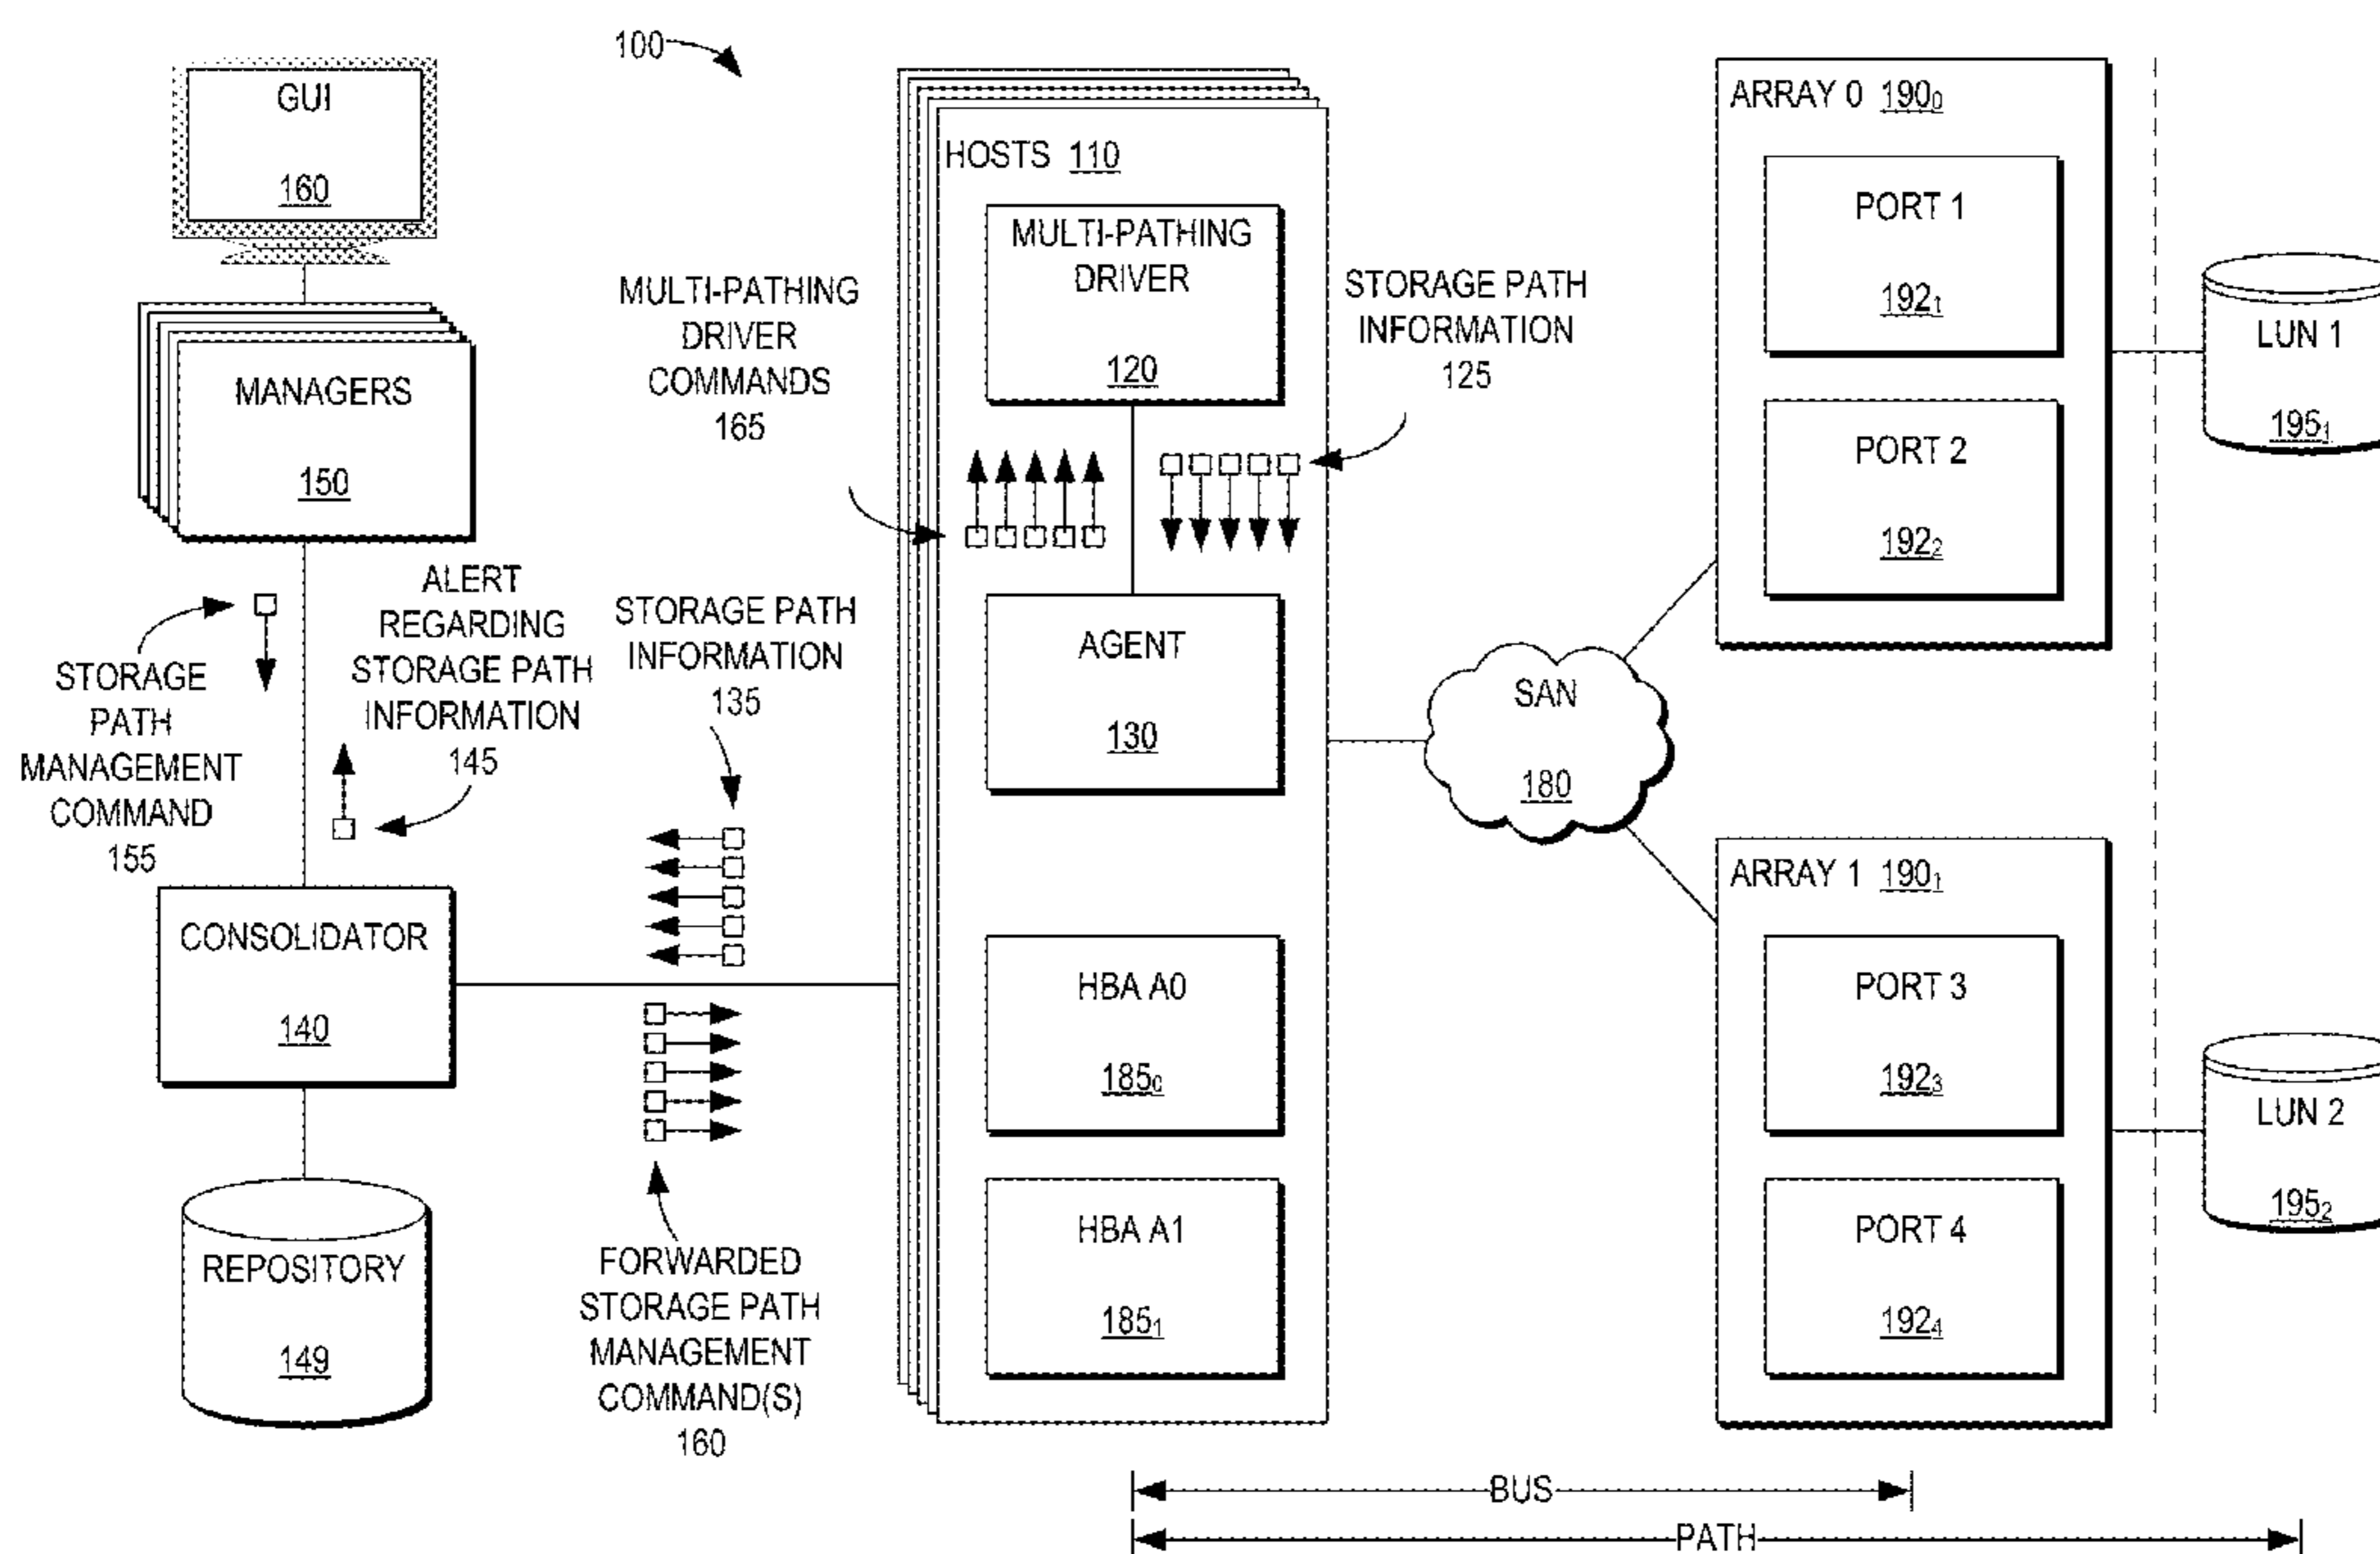 100
GUI
160
MANAGERS
150
STORAGE
PATH
MANAGEMENT
COMMAND
155
ALERT
REGARDING
STORAGE PATH
INFORMATION
145
CONSOLIDATOR
140
REPOSITORY
149
STORAGE PATH
INFORMATION
135
FORWARDED
STORAGE PATH
MANAGEMENT
COMMAND(S)
160
MULTI-PATHING
DRIVER
COMMANDS
165
HOSTS 110
MULTI-PATHING
DRIVER
120
STORAGE PATH
INFORMATION
125
AGENT
130
HBA A0
185₀
HBA A1
185₁
SAN
180
ARRAY 0 190₀
PORT 1
192₁
PORT 2
192₂
LUN 1
195₁
ARRAY 1 190₁
PORT 3
192₃
PORT 4
192₄
LUN 2
195₂
BUS
PATH